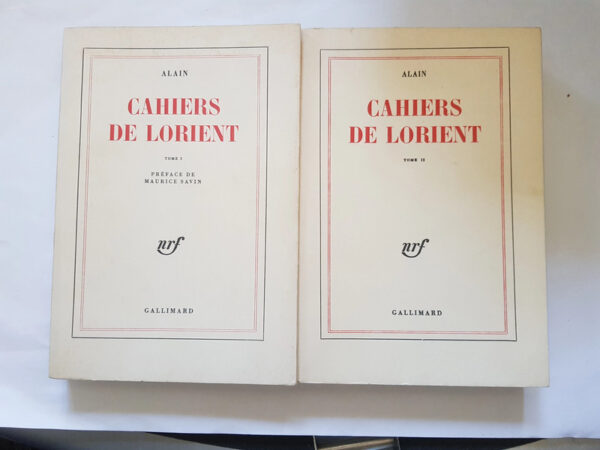 ALAIN
CAHIERS
DE LORIENT
TOME I
PRÉFACE DE
MAURICE SAVIN
nrf
GALLIMARD
ALAIN
CAHIERS
DE LORIENT
TOME II
nrf
GALLIMARD